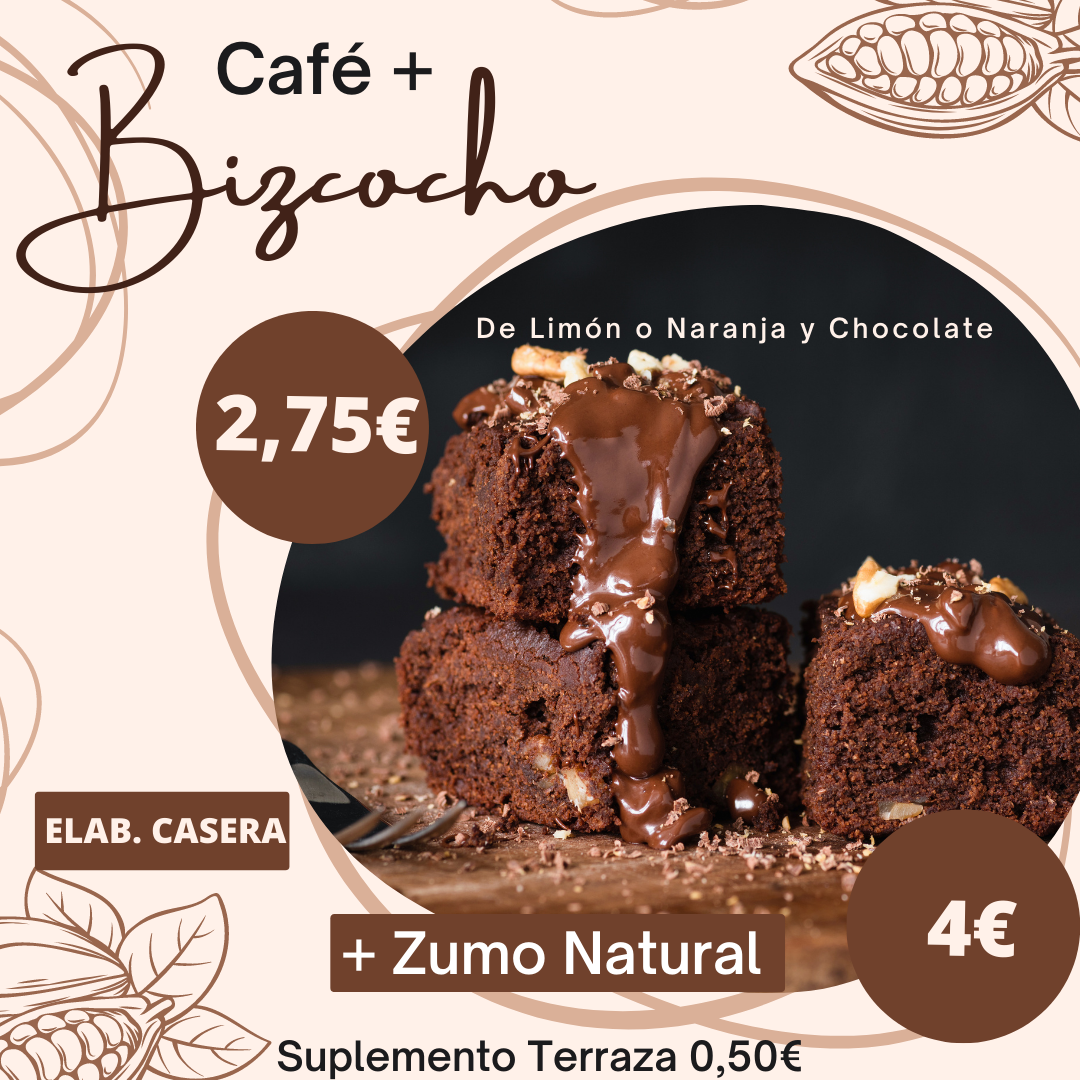 Café +
Bizcocho
De Limón o Naranja y Chocolate
2,75€
ELAB. CASERA
4€
+ Zumo Natural
Suplemento Terraza 0,50€